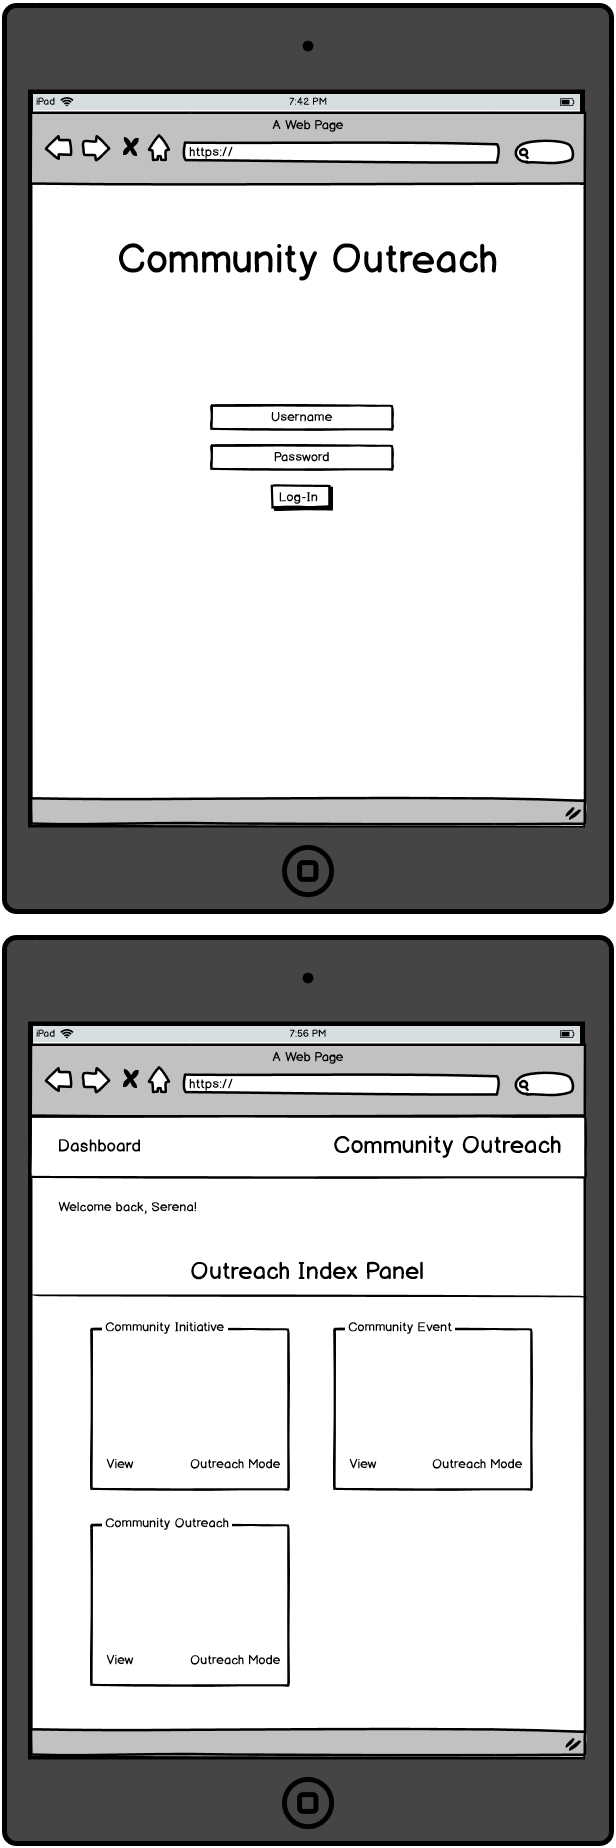 iPad 7:42 PM
A Web Page
https://
Community Outreach
Username
Password
Log-In
iPad 7:56 PM
A Web Page
https://
Dashboard Community Outreach
Welcome back, Serena!
Outreach Index Panel
Community Initiative Community Event
View Outreach Mode View Outreach Mode
Community Outreach
View Outreach Mode